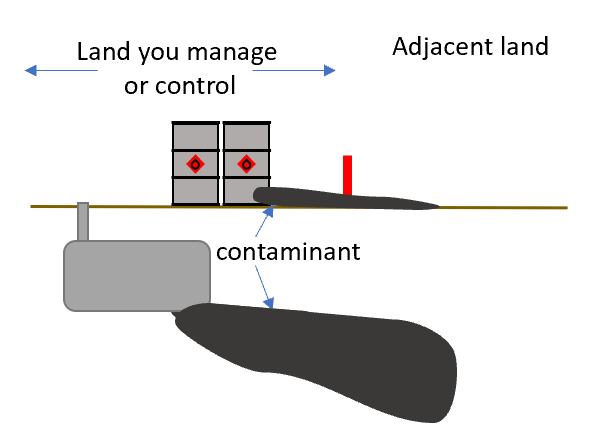 Land you manage
or control
Adjacent land
contaminant